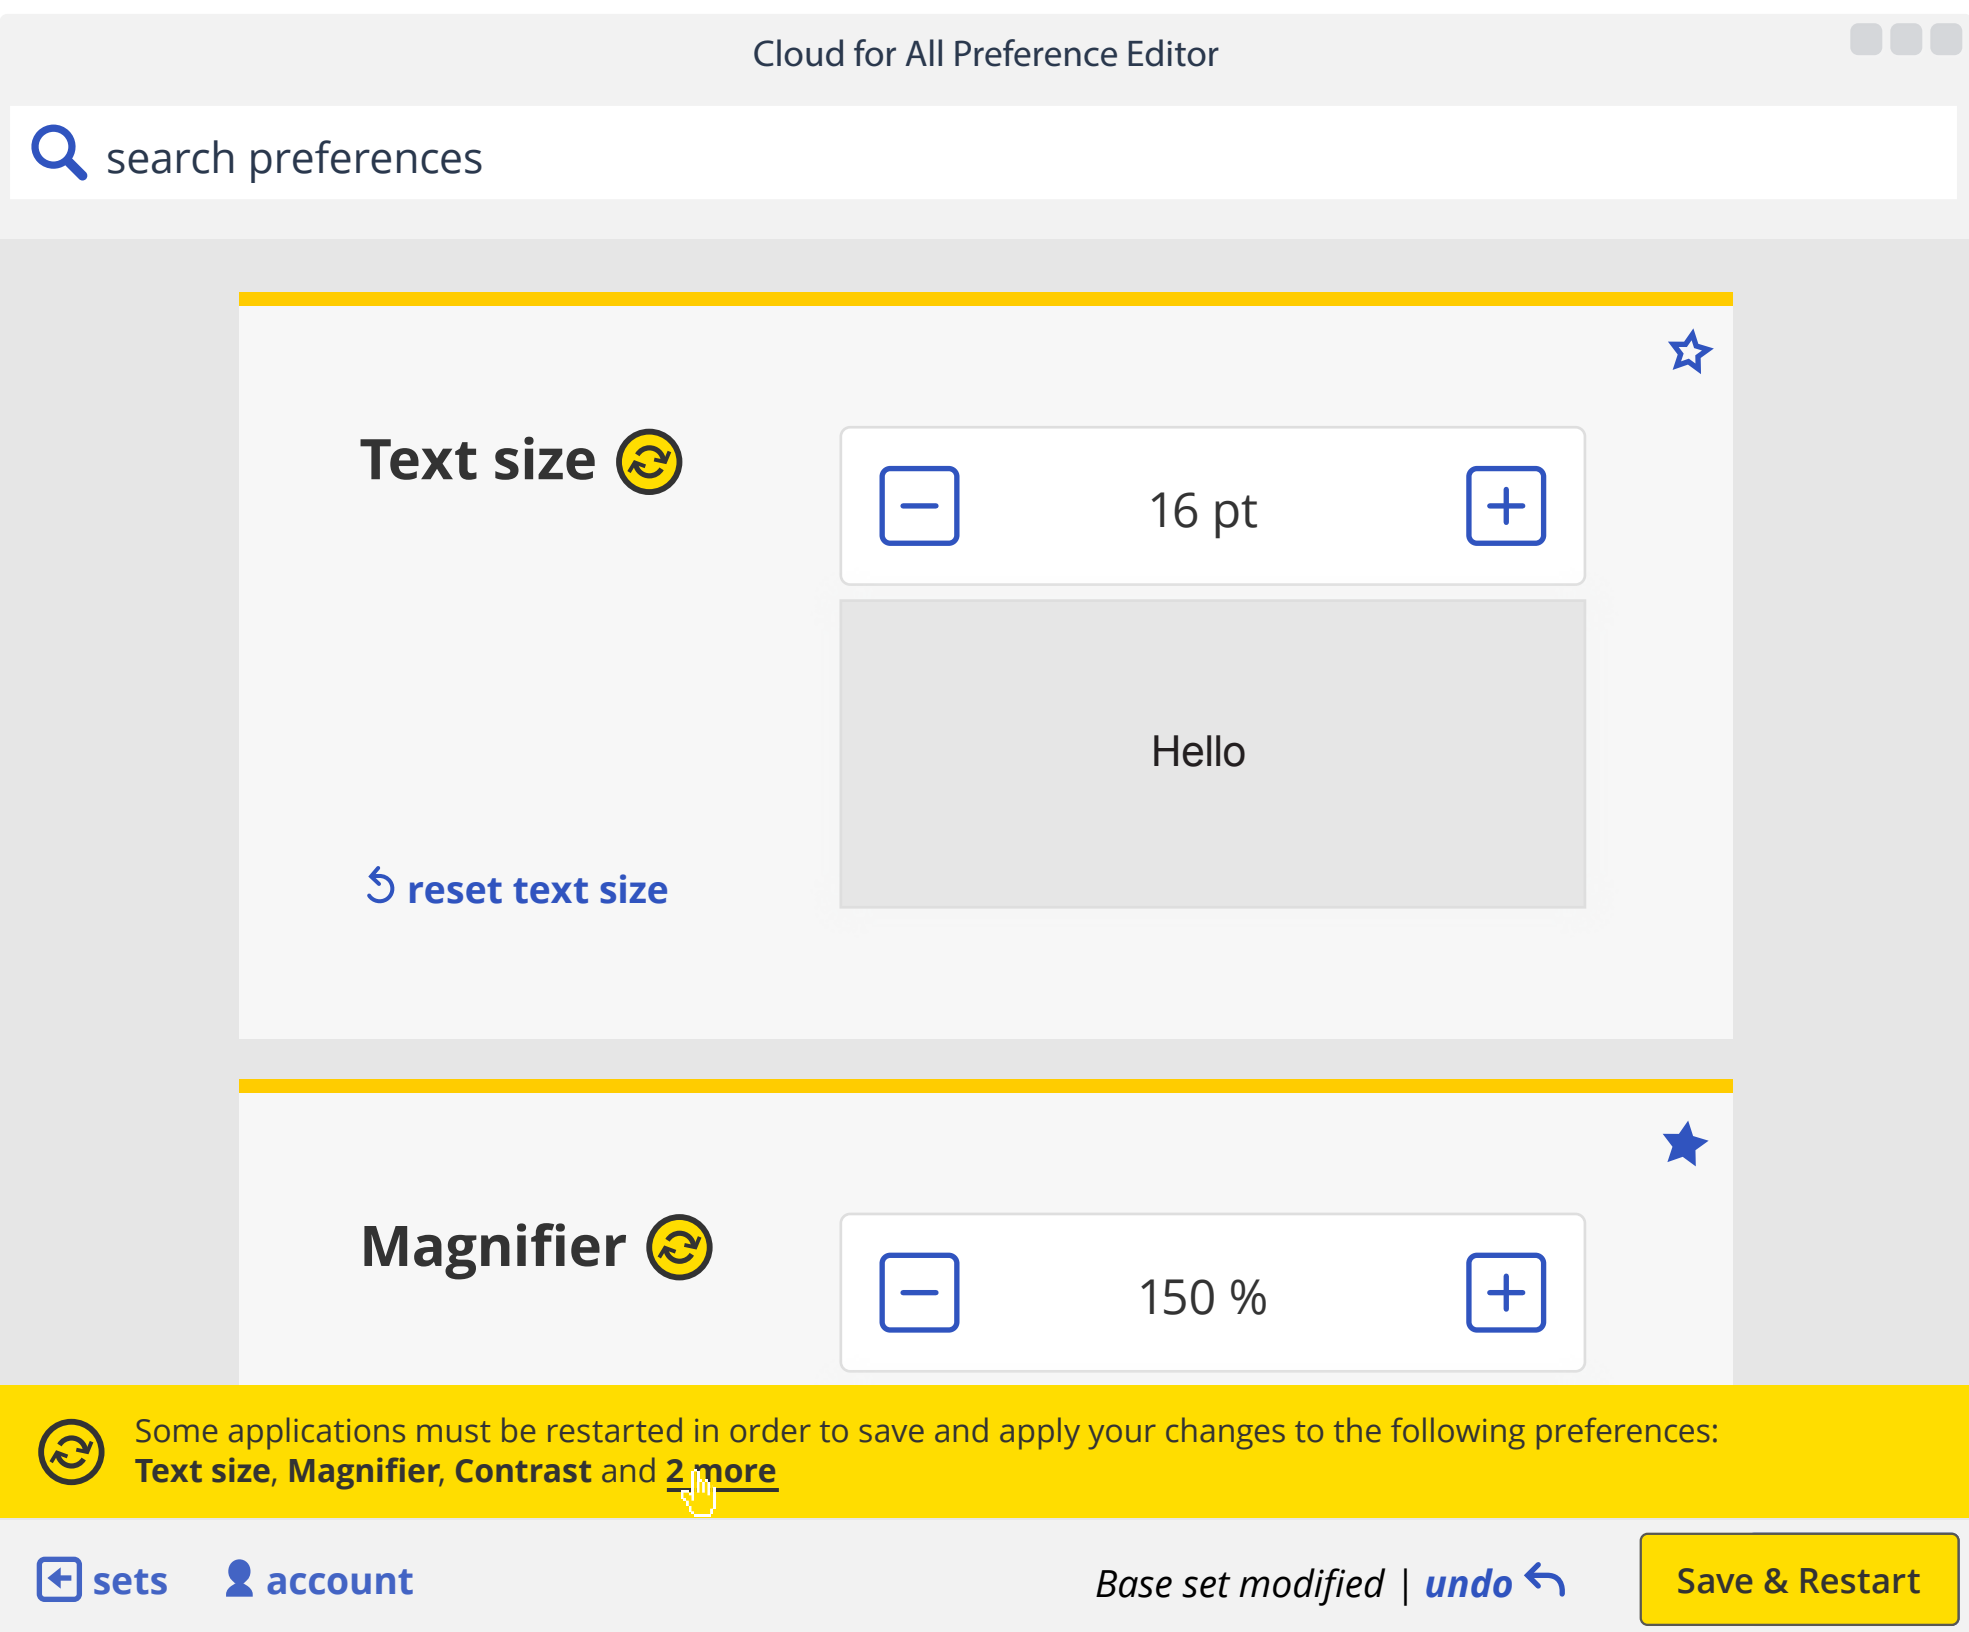 Cloud for All Preference Editor
search preferences
Text size
16 pt
Hello
reset text size
Magnifier
150 %
Some applications must be restarted in order to save and apply your changes to the following preferences:
Text size, Magnifier, Contrast and 2 more
sets
account
Base set modified | undo
Save & Restart